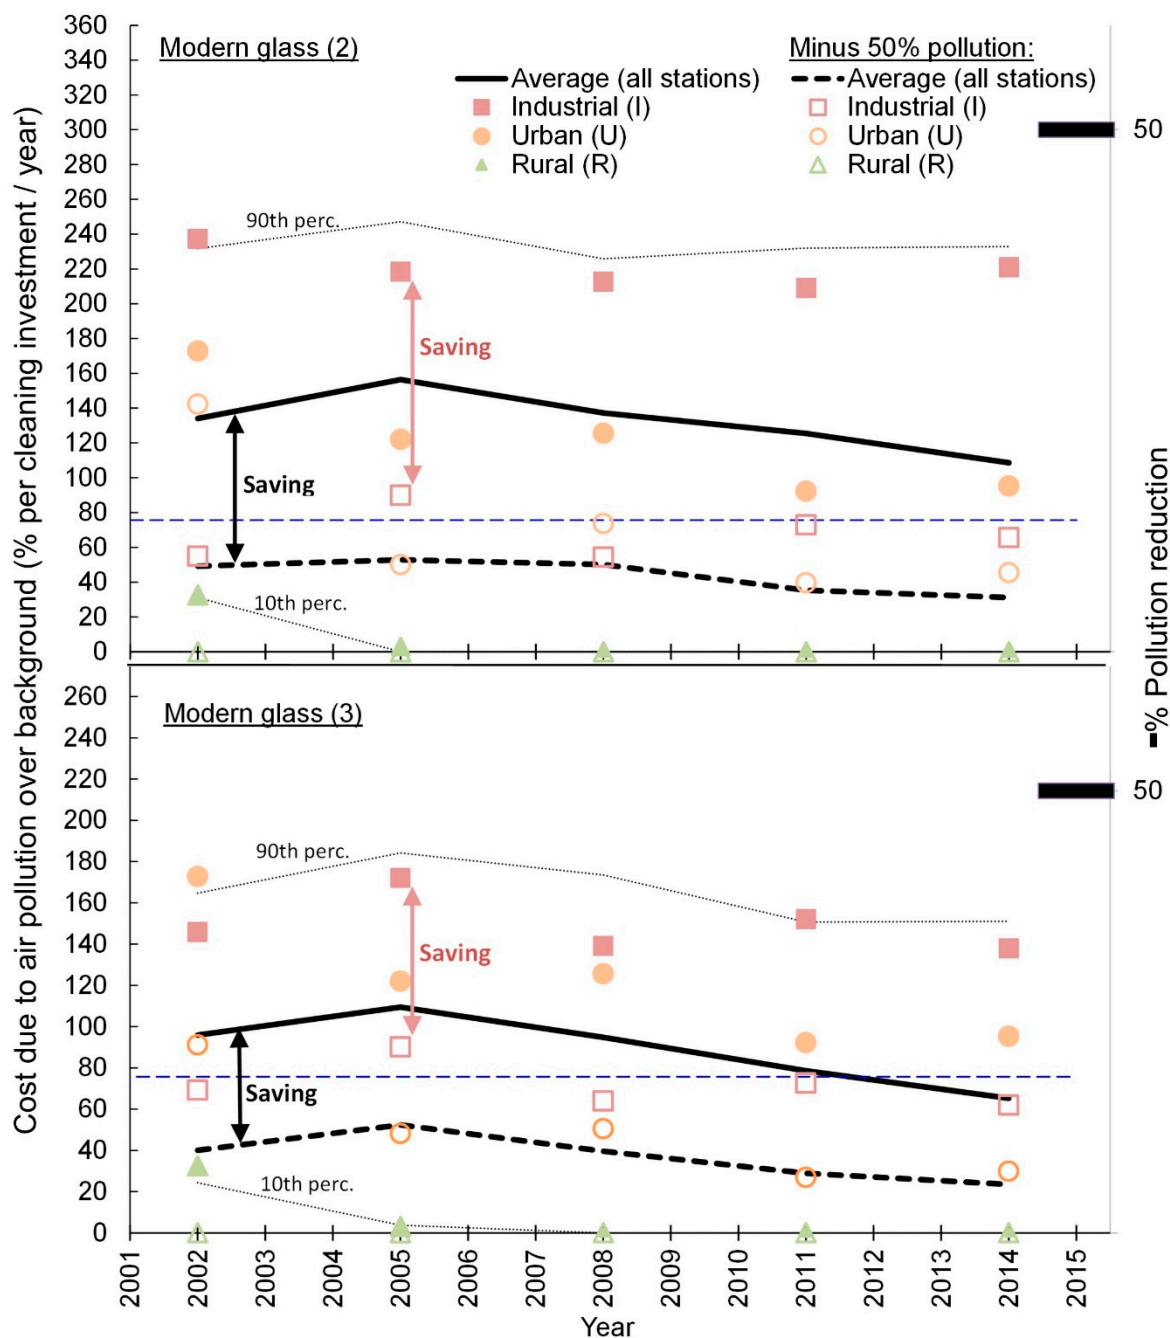 Cost due to air pollution over background (% per cleaning investment / year)
360
340
320
300
280
260
240
220
200
180
160
140
120
100
80
60
40
20
0
Modern glass (2)
Average (all stations)
Industrial (I)
Urban (U)
Rural (R)
Minus 50% pollution:
Average (all stations)
Industrial (I)
Urban (U)
Rural (R)
50
90th perc.
Saving
Saving
10th perc.
% Pollution reduction
260
240
220
200
180
160
140
120
100
80
60
40
20
0
Modern glass (3)
50
90th perc.
Saving
Saving
10th perc.
2001
2002
2003
2004
2005
2006
2007
2008
2009
2010
2011
2012
2013
2014
2015
Year